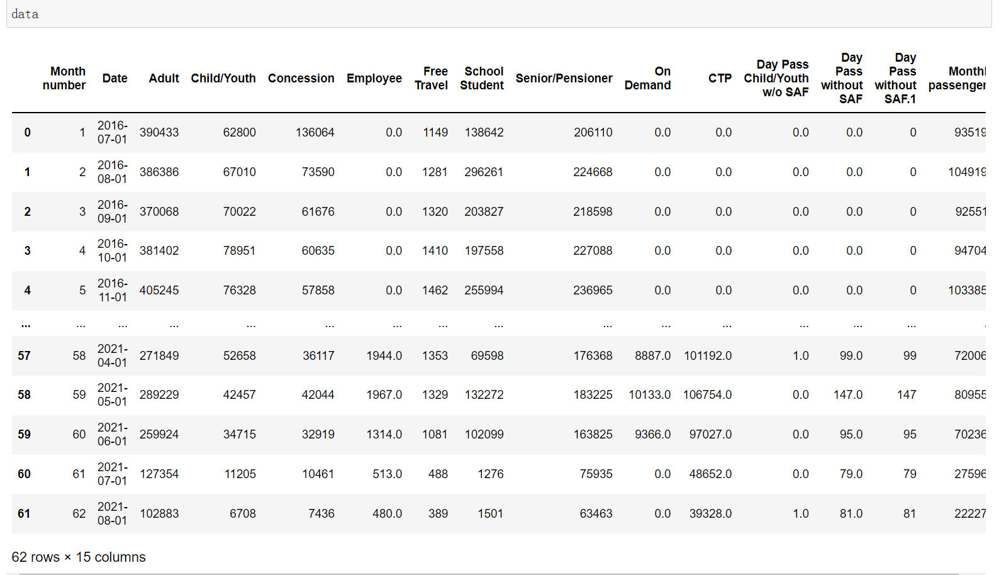 data
Month number Date Adult Child/Youth Concession Employee Free Travel School Student Senior/Pensioner On Demand CTP Day Pass Child/Youth w/o SAF Day Pass without SAF Day Pass without SAF.1 Monthl passenger
0 1 2016-07-01 390433 62800 136064 0.0 1149 138642 206110 0.0 0.0 0.0 0.0 0 93519
1 2 2016-08-01 386386 67010 73590 0.0 1281 296261 224668 0.0 0.0 0.0 0.0 0 104919
2 3 2016-09-01 370068 70022 61676 0.0 1320 203827 218598 0.0 0.0 0.0 0.0 0 92551
3 4 2016-10-01 381402 78951 60635 0.0 1410 197558 227088 0.0 0.0 0.0 0.0 0 94704
4 5 2016-11-01 405245 76328 57858 0.0 1462 255994 236965 0.0 0.0 0.0 0.0 0 103385
... ... ... ... ... ... ... ... ... ... ... ... ... ... ... .
57 58 2021-04-01 271849 52658 36117 1944.0 1353 69598 176368 8887.0 101192.0 1.0 99.0 99 72006
58 59 2021-05-01 289229 42457 42044 1967.0 1329 132272 183225 10133.0 106754.0 0.0 147.0 147 80955
59 60 2021-06-01 259924 34715 32919 1314.0 1081 102099 163825 9366.0 97027.0 0.0 95.0 95 70236
60 61 2021-07-01 127354 11205 10461 513.0 488 1276 75935 0.0 48652.0 0.0 79.0 79 27596
61 62 2021-08-01 102883 6708 7436 480.0 389 1501 63463 0.0 39328.0 1.0 81.0 81 22227
62 rows × 15 columns